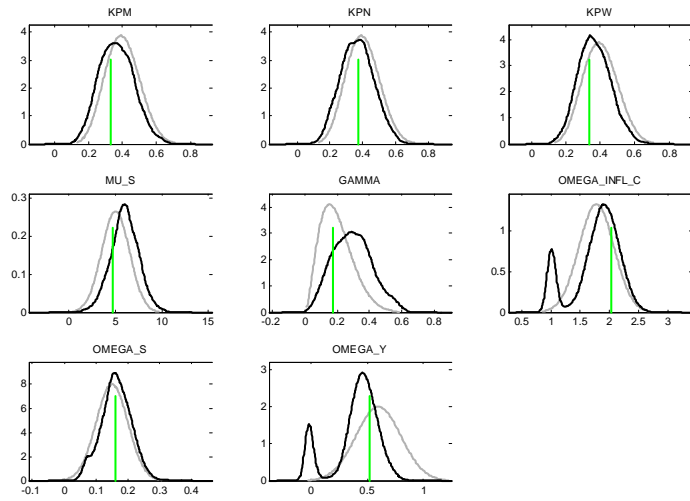 KPM KPN KPW
4 4 4
3 3 3
2 2 2
1 1 1
0 0 0
0 0.2 0.4 0.6 0.8 0 0.2 0.4 0.6 0.8 0 0.2 0.4 0.6 0.8
MU_S GAMMA OMEGA_INFL_C
0.3 4
0.2 3 1
0.1 2 0.5
0 1 0
0
0 5 10 15 -0.2 0 0.2 0.4 0.6 0.8 0.5 1 1.5 2 2.5 3
OMEGA_S OMEGA_Y
8 3
6 2
4 1
2 0
0
-0.1 0 0.1 0.2 0.3 0.4 0 0.5 1